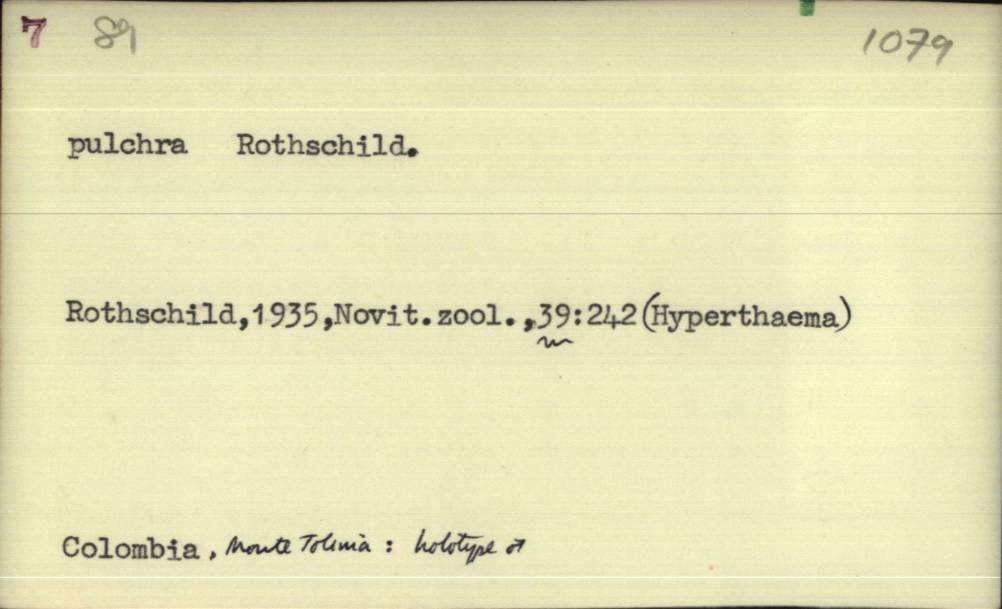 7 89 1079
pulchra Rothschild.
Rothschild,1935,Novit.zool.,39:242(Hyperthaema)
Colombia, Monte Tolima : holotype ♂